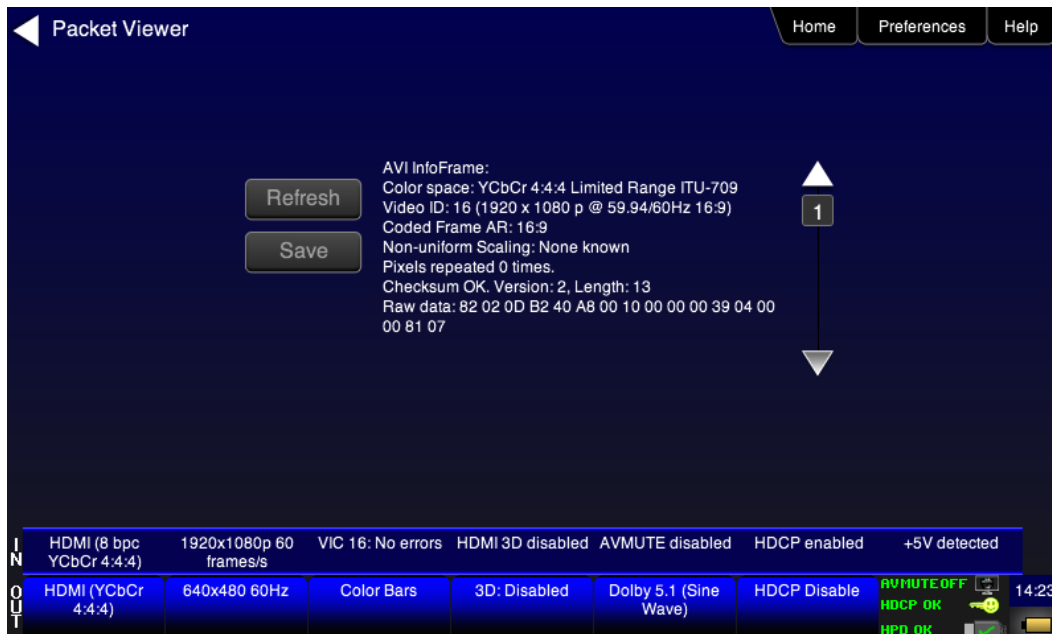 Packet Viewer
Home
Preferences
Help
Refresh
Save
AVI InfoFrame:
Color space: YCbCr 4:4:4 Limited Range ITU-709
Video ID: 16 (1920 x 1080 p @ 59.94/60Hz 16:9)
Coded Frame AR: 16:9
Non-uniform Scaling: None known
Pixels repeated 0 times.
Checksum OK. Version: 2, Length: 13
Raw data: 82 02 0D B2 40 A8 00 10 00 00 00 39 04 00
00 81 07
1
IN
HDMI (8 bpc
YCbCr 4:4:4)
1920x1080p 60
frames/s
VIC 16: No errors
HDMI 3D disabled
AVMUTE disabled
HDCP enabled
+5V detected
OUT
HDMI (YCbCr
4:4:4)
640x480 60Hz
Color Bars
3D: Disabled
Dolby 5.1 (Sine
Wave)
HDCP Disable
AVMUTEOFF
HDCP OK
HPD OK
14:23